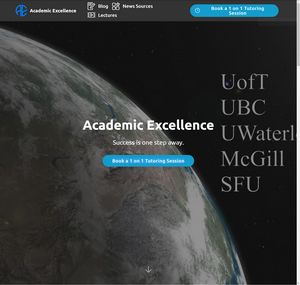 Academic Excellence
Blog
News Sources
Lectures
Book a 1 on 1 Tutoring Session
UofT
UBC
UWaterl
McGill
SFU
Academic Excellence
Success is one step away.
Book a 1 on 1 Tutoring Session